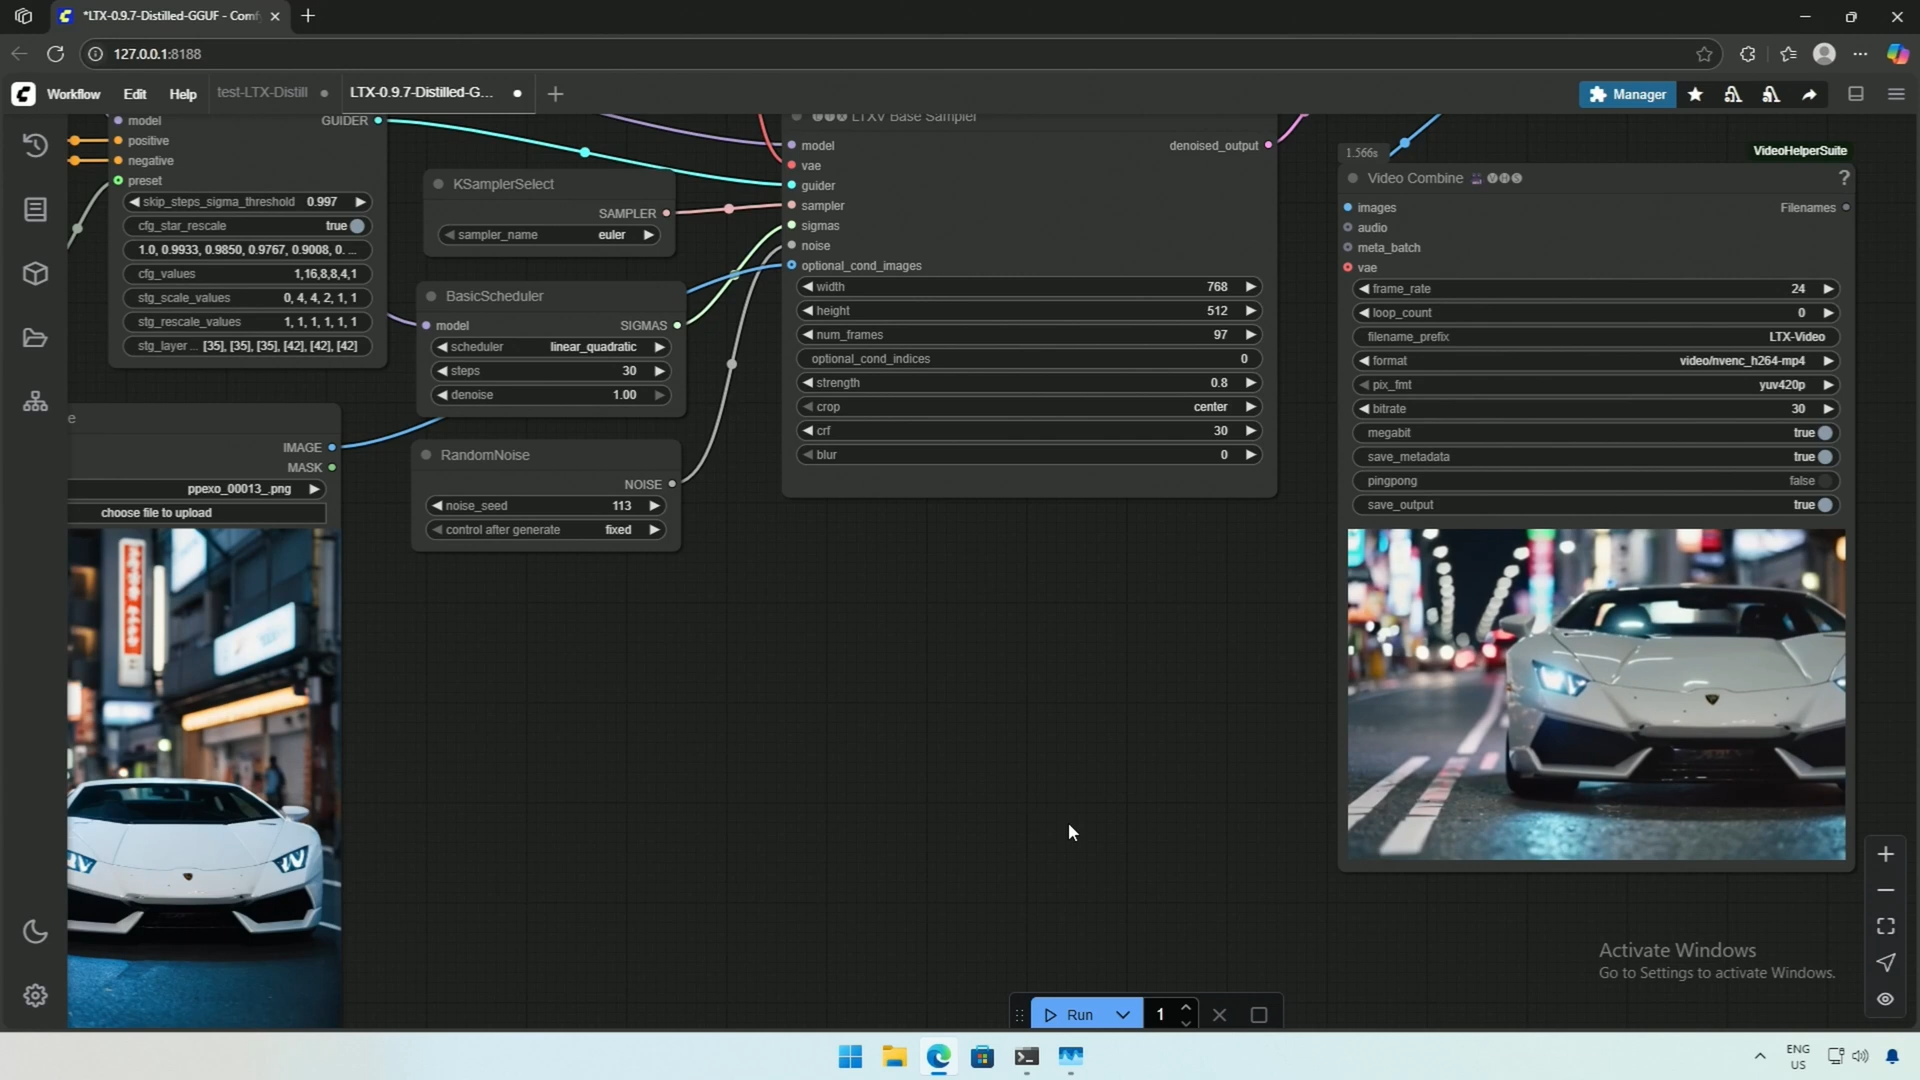 *LTX-0.9.7-Distilled-GGUF - Comf
127.0.0.1:8188
Workflow
Edit
Help
test-LTX-Distill
LTX-0.9.7-Distilled-G...
Manager
model
GUIDER
positive
negative
preset
skip_steps_sigma_threshold 0.997
cfg_star_rescale true
1.0, 0.9933, 0.9850, 0.9767, 0.9008, 0. ...
cfg_values 1,16,8,8,4,1
stg_scale_values 0, 4, 4, 2, 1, 1
stg_rescale_values 1, 1, 1, 1, 1, 1
stg_layer ... [35], [35], [35], [42], [42], [42]
e
IMAGE
MASK
ppexo_00013_.png
choose file to upload
KSamplerSelect
SAMPLER
sampler_name euler
BasicScheduler
model SIGMAS
scheduler linear_quadratic
steps 30
denoise 1.00
RandomNoise
NOISE
noise_seed 113
control after generate fixed
LTXV Base Sampler
model denoised_output
vae
guider
sampler
sigmas
noise
optional_cond_images
width 768
height 512
num_frames 97
optional_cond_indices 0
strength 0.8
crop center
crf 30
blur 0
1.566s
VideoHelperSuite
Video Combine VHS ?
images Filenames
audio
meta_batch
vae
frame_rate 24
loop_count 0
filename_prefix LTX-Video
format video/nvenc_h264-mp4
pix_fmt yuv420p
bitrate 30
megabit true
save_metadata true
pingpong false
save_output true
Activate Windows
Go to Settings to activate Windows.
Run 1
ENG
US